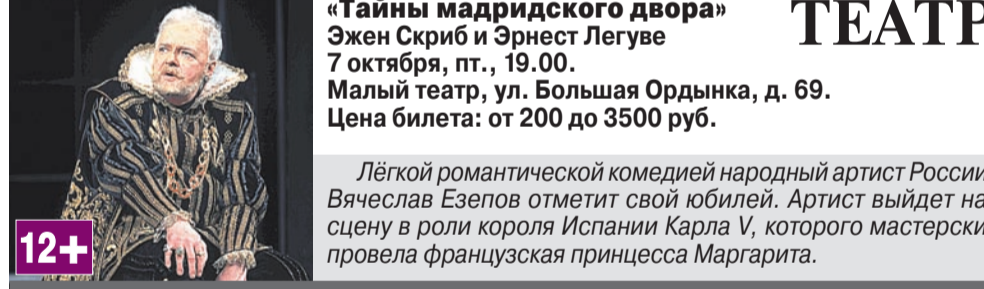 «Тайны мадридского двора»
ТЕАТР
Эжен Скриб и Эрнест Легуве
7 октября, пт., 19.00.
Малый театр, ул. Большая Ордынка, д. 69.
Цена билета: от 200 до 3500 руб.
Лёгкой романтической комедией народный артист России
Вячеслав Езепов отметит свой юбилей. Артист выйдет на
сцену в роли короля Испании Карла V, которого мастерски
провела французская принцесса Маргарита.
12+